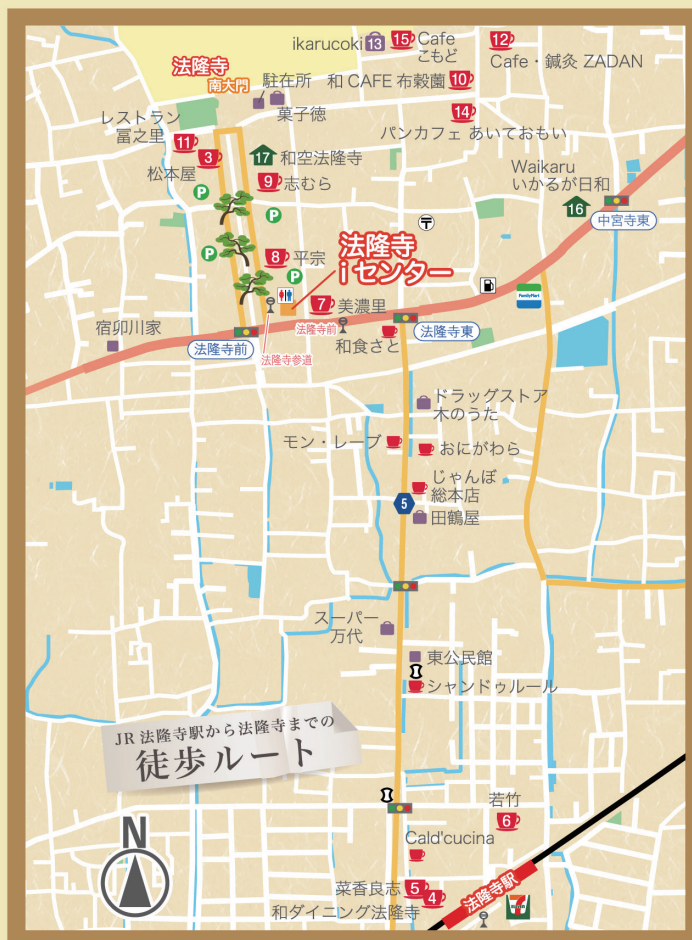 ikarucoki
13
15
Cafe
こもど
12
Cafe・鍼灸 ZADAN
法隆寺
南大門
駐在所
和 CAFE 布穀薗
10
菓子徳
14
パンカフェ あいておもい
レストラン
冨之里
11
3
松本屋
17
和空法隆寺
9
志むら
Waikaru
いかるが日和
16
中宮寺東
P
P
P
P
〒
法隆寺
iセンター
8
平宗
FamilyMart
7
美濃里
法隆寺前
法隆寺東
和食さと
宿卯川家
法隆寺前
法隆寺参道
ドラッグストア
木のうた
モン・レーブ
おにがわら
じゃんぼ
総本店
5
田鶴屋
スーパー
万代
東公民館
シャンドゥルール
JR 法隆寺駅から法隆寺までの
徒歩ルート
N
若竹
6
Cald'cucina
菜香良志
5
4
和ダイニング法隆寺
法隆寺駅
7